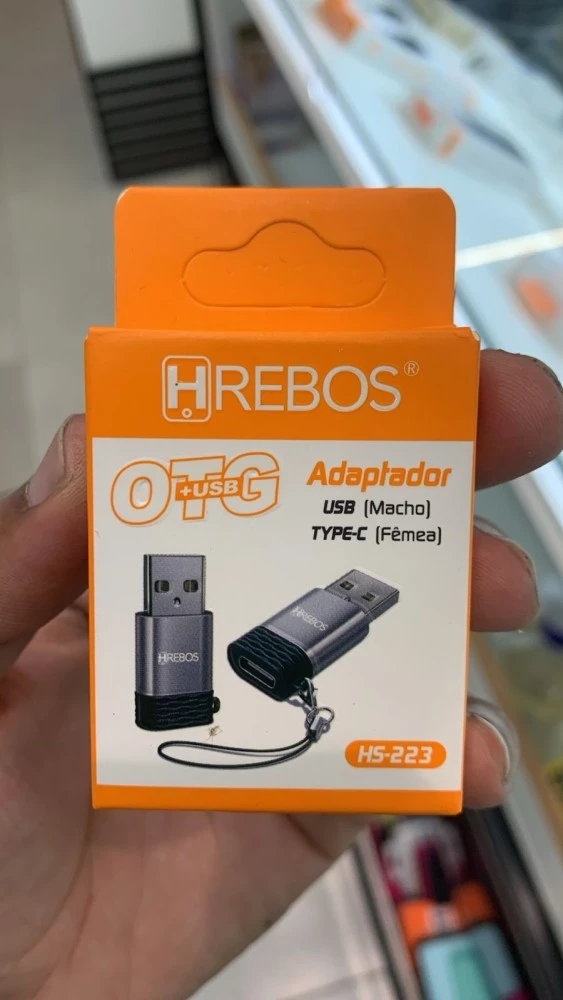 HREBOS®
OTG
+USB
Adaptador
USB (Macho)
TYPE-C (Fêmea)
HREBOS
HREBOS
HS-223